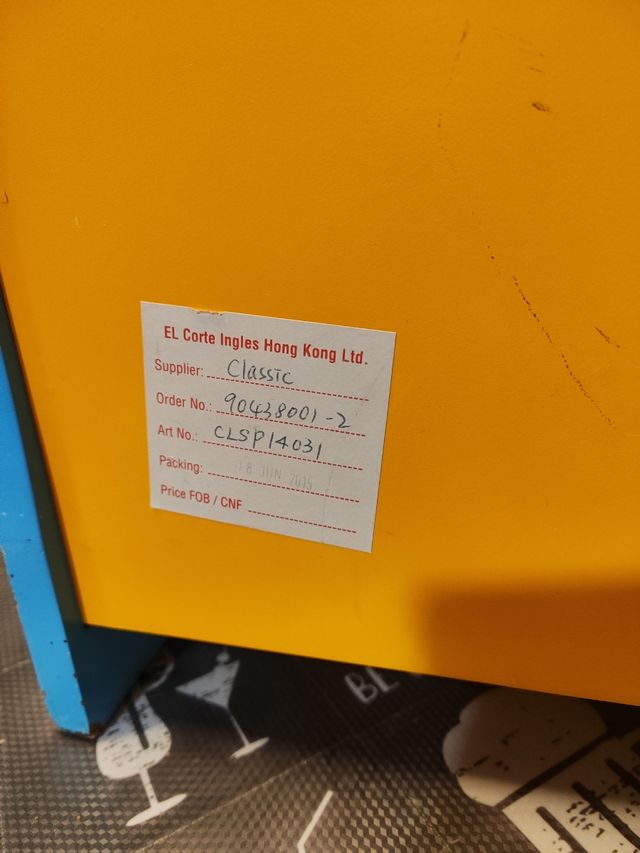 EL Corte Ingles Hong Kong Ltd.
Supplier: Classic
Order No.: 90438001-2
Art No.: CLSP14031
Packing: 18 JUN 2015
Price FOB / CNF
BE